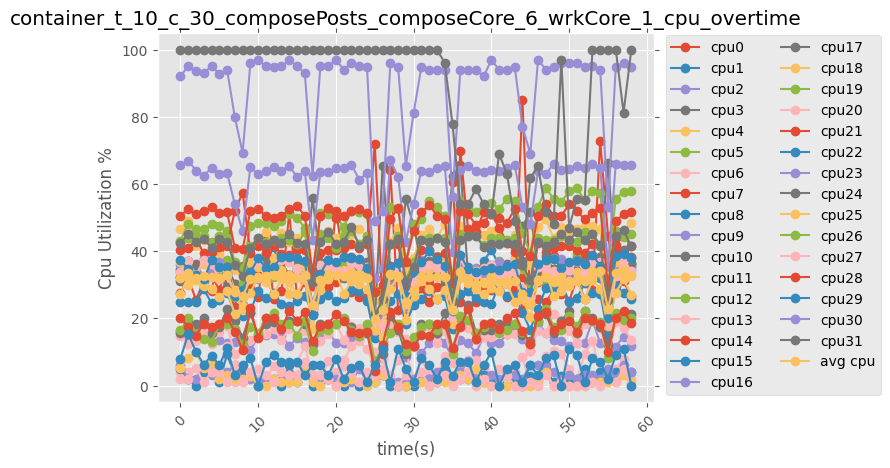 container_t_10_c_30_composePosts_composeCore_6_wrkCore_1_cpu_overtime
100
80
60
40
20
0
Cpu Utilization %
0
10
20
30
40
50
60
time(s)
cpu0
cpu1
cpu2
cpu3
cpu4
cpu5
cpu6
cpu7
cpu8
cpu9
cpu10
cpu11
cpu12
cpu13
cpu14
cpu15
cpu16
cpu17
cpu18
cpu19
cpu20
cpu21
cpu22
cpu23
cpu24
cpu25
cpu26
cpu27
cpu28
cpu29
cpu30
cpu31
avg cpu